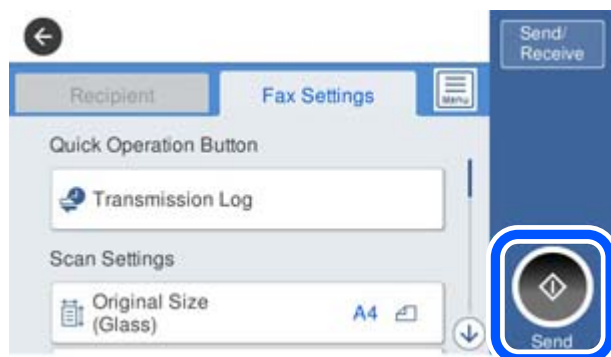 Send/
Receive
Recipient
Fax Settings
Menu
Quick Operation Button
Transmission Log
Scan Settings
Original Size
(Glass)
A4
Send